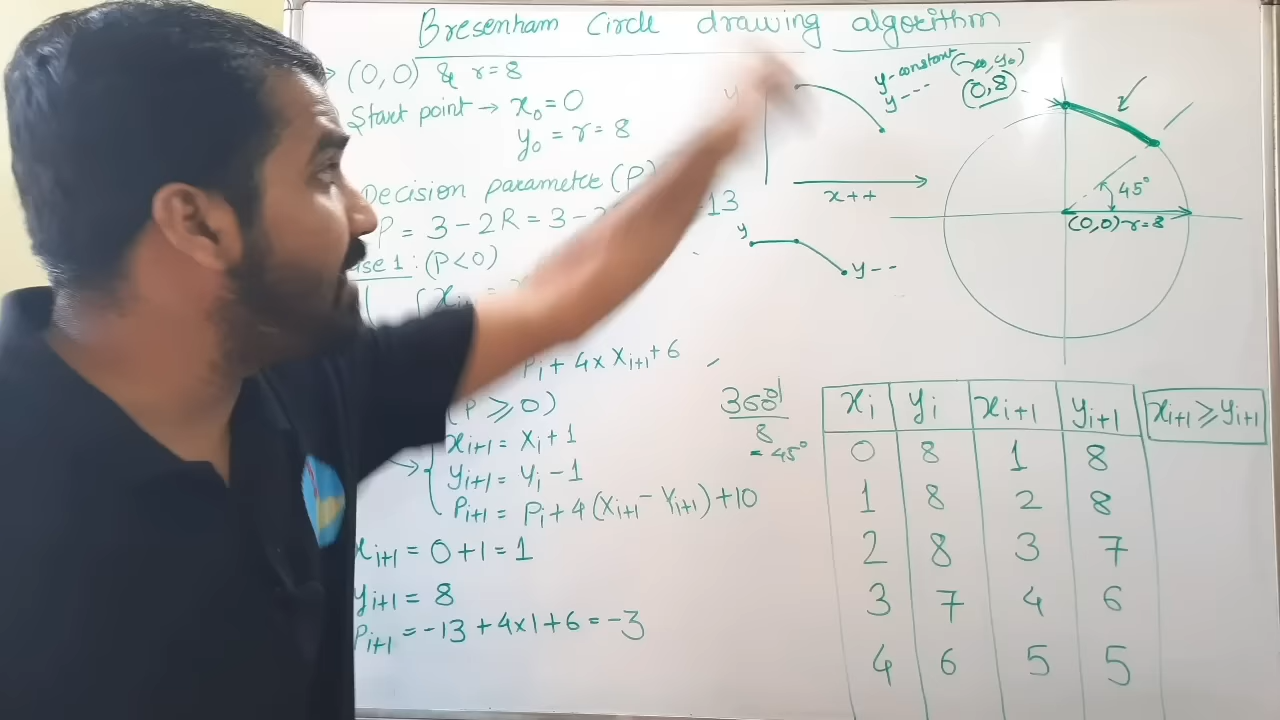 Bresenham Circle drawing algorithm
(0,0) & r=8
Start point → x₀=0
y₀ = r = 8
Decision parameter (P)
P = 3-2R = 3-2 -13
se 1 : (P<0)
Pᵢ + 4 x Xᵢ₊₁ + 6
(P ⩾ 0)
xᵢ₊₁ = Xᵢ + 1
yᵢ₊₁ = Yᵢ - 1
Pᵢ₊₁ = Pᵢ + 4 (Xᵢ₊₁ - Yᵢ₊₁) + 10
xᵢ₊₁ = 0+1 = 1
yᵢ₊₁ = 8
Pᵢ₊₁ = -13 + 4x1 + 6 = -3
y
x++
y
y--
y-constant
y---
(x₀, y₀)
(0,8)
45°
(0,0) r=8
360
8
= 45°
xᵢ yᵢ xᵢ₊₁ yᵢ₊₁ xᵢ₊₁ ⩾ yᵢ₊₁
0 8 1 8
1 8 2 8
2 8 3 7
3 7 4 6
4 6 5 5